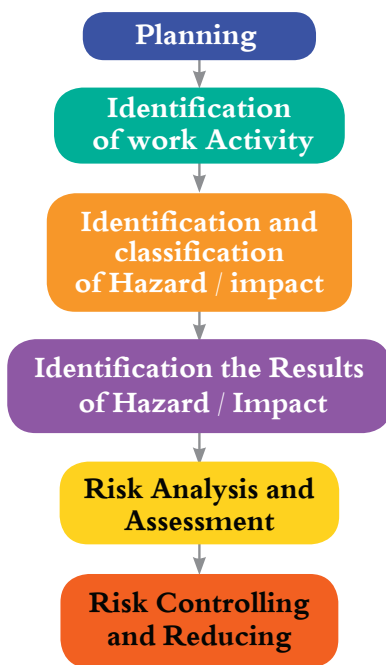 Planning
Identification
of work Activity
Identification and
classification
of Hazard / impact
Identification the Results
of Hazard / Impact
Risk Analysis and
Assessment
Risk Controlling
and Reducing